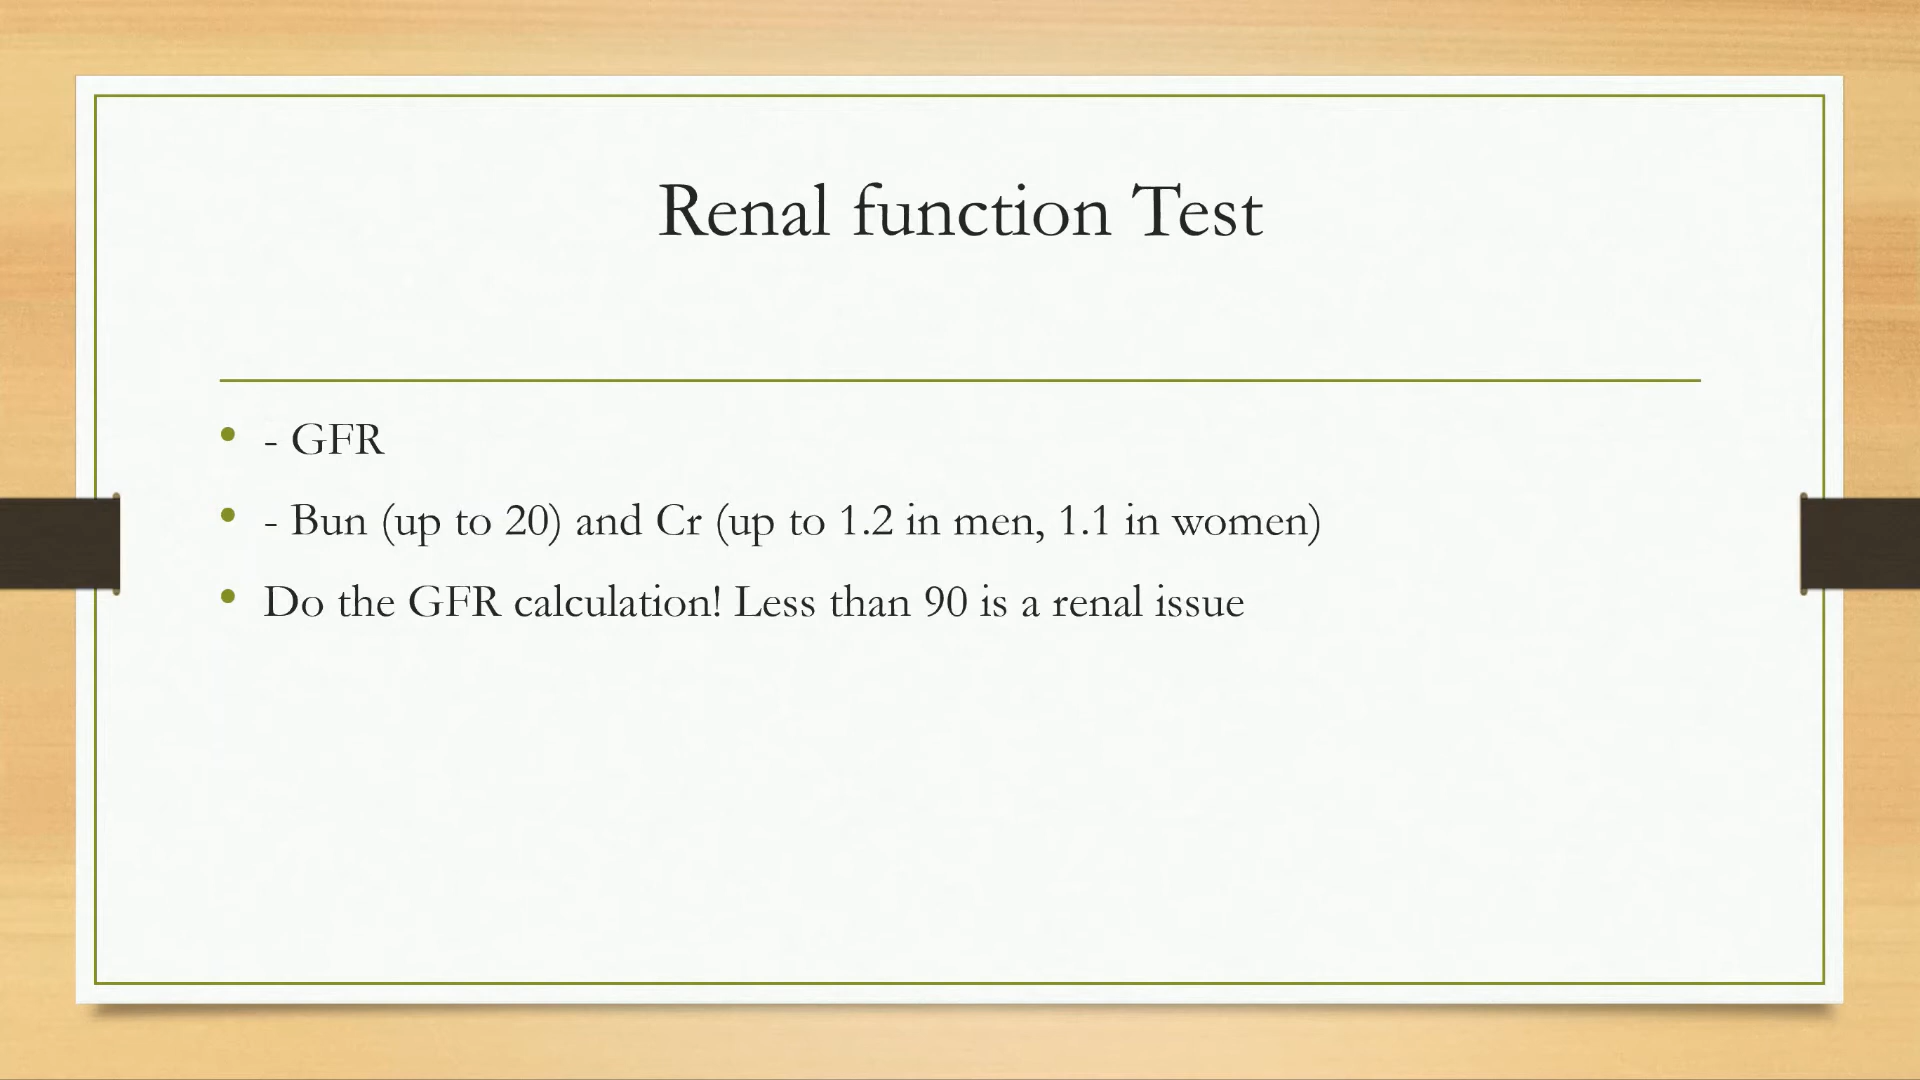 Renal function Test
• - GFR
• - Bun (up to 20) and Cr (up to 1.2 in men, 1.1 in women)
• Do the GFR calculation! Less than 90 is a renal issue